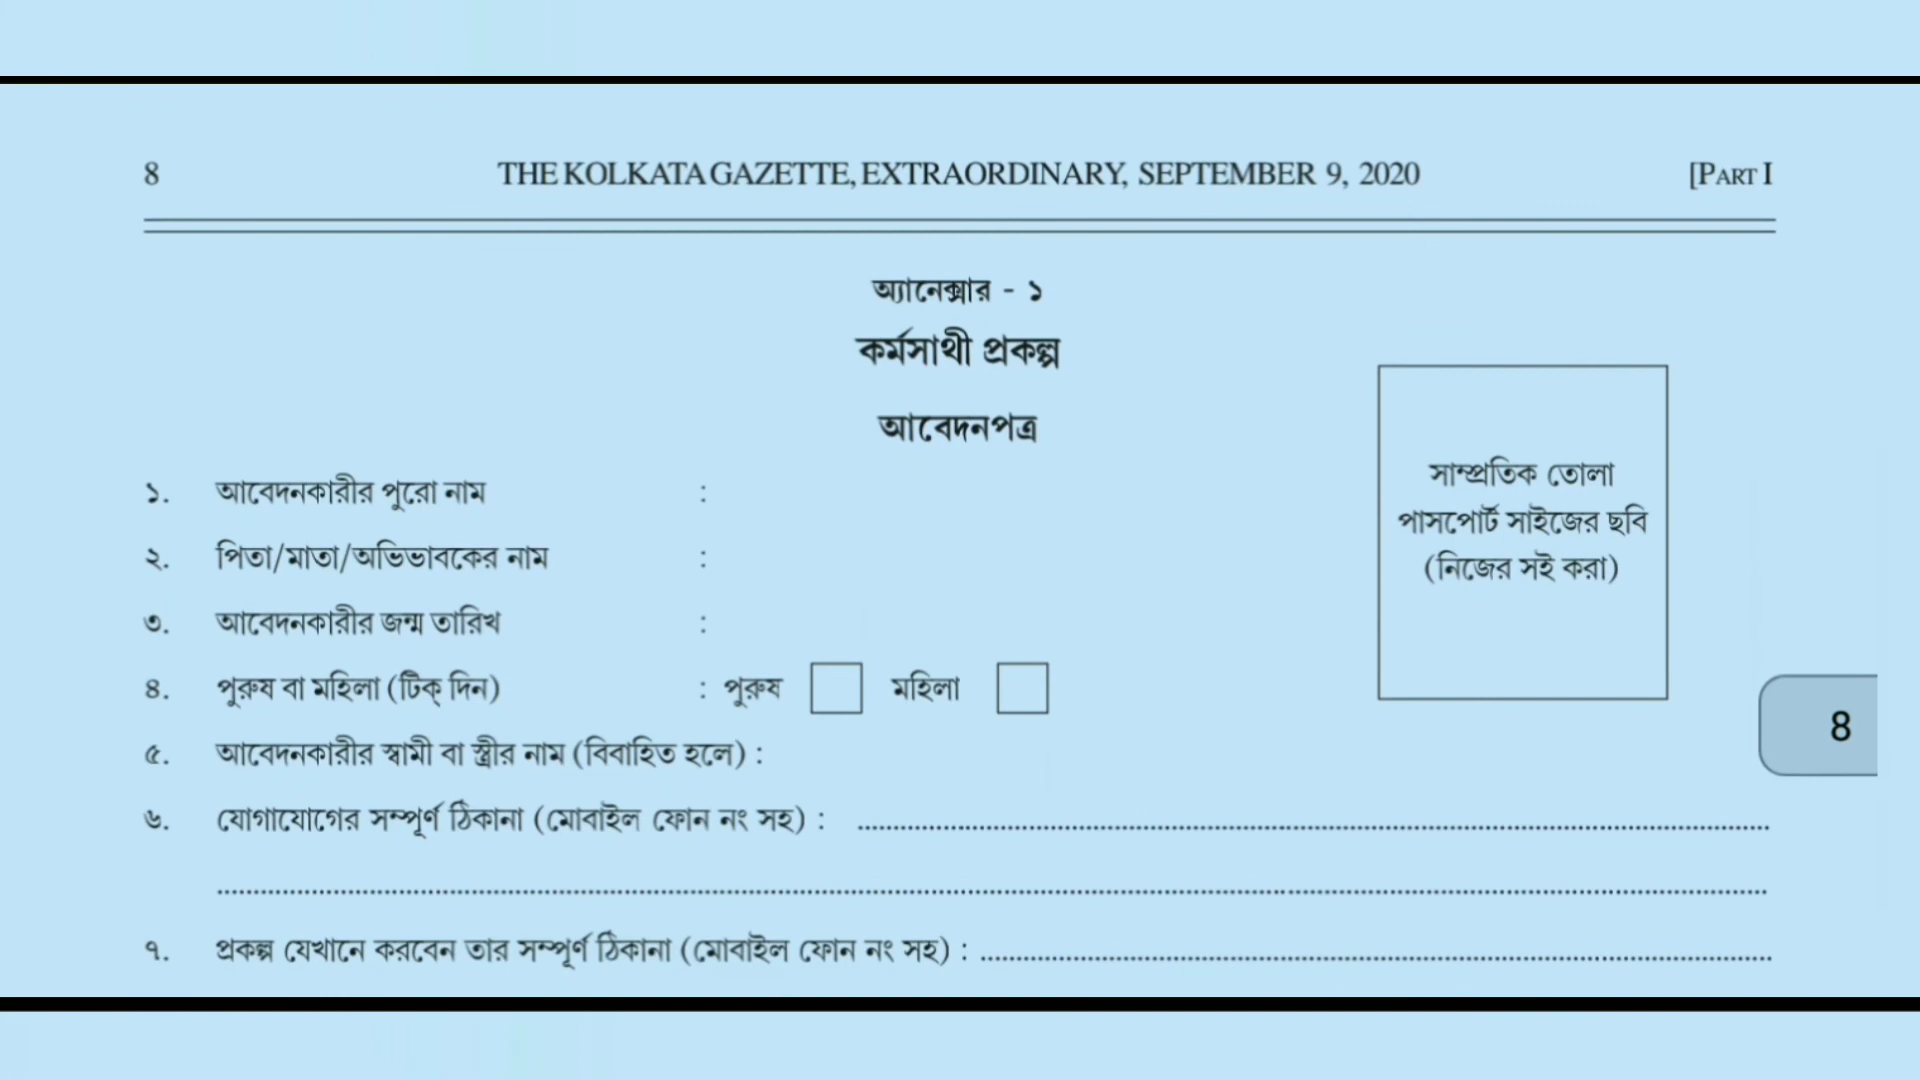 8 THE KOLKATA GAZETTE, EXTRAORDINARY, SEPTEMBER 9, 2020 [PART I
অ্যানেক্সার - ১
কর্মসাথী প্রকল্প
আবেদনপত্র
সাম্প্রতিক তোলা
পাসপোর্ট সাইজের ছবি
(নিজের সই করা)
১. আবেদনকারীর পুরো নাম :
২. পিতা/মাতা/অভিভাবকের নাম :
৩. আবেদনকারীর জন্ম তারিখ :
৪. পুরুষ বা মহিলা (টিক্ দিন) : পুরুষ মহিলা
8
৫. আবেদনকারীর স্বামী বা স্ত্রীর নাম (বিবাহিত হলে) :
৬. যোগাযোগের সম্পূর্ণ ঠিকানা (মোবাইল ফোন নং সহ) :
৭. প্রকল্প যেখানে করবেন তার সম্পূর্ণ ঠিকানা (মোবাইল ফোন নং সহ) :